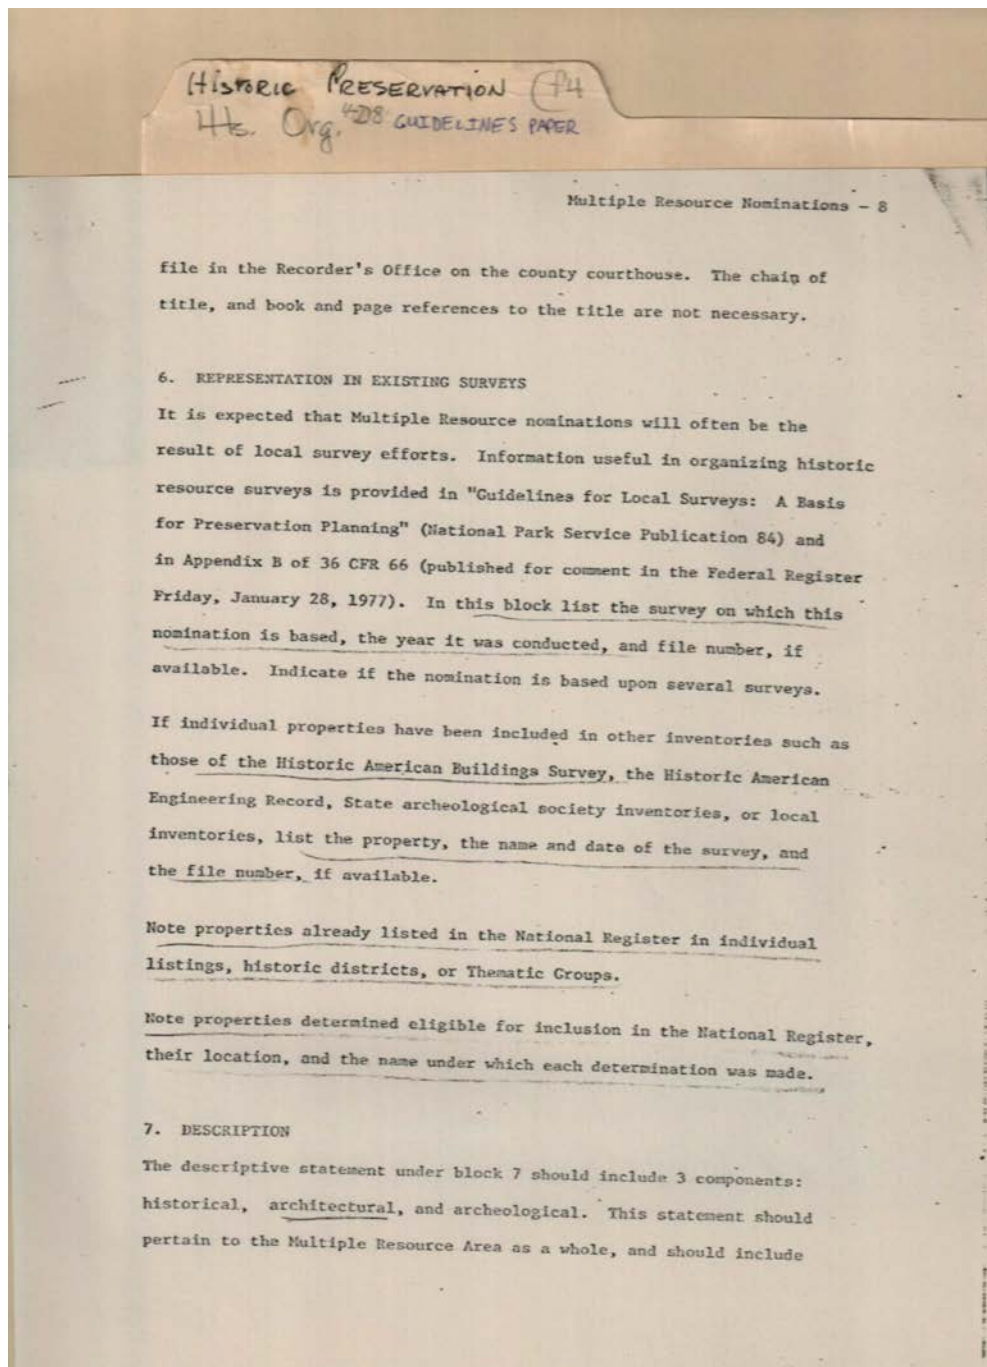 HISTORIC PRESERVATION f4
Hs. Org. 4-D8 GUIDELINES PAPER
Multiple Resource Nominations - 8
file in the Recorder's Office on the county courthouse. The chain of
title, and book and page references to the title are not necessary.
6. REPRESENTATION IN EXISTING SURVEYS
It is expected that Multiple Resource nominations will often be the
result of local survey efforts. Information useful in organizing historic
resource surveys is provided in "Guidelines for Local Surveys: A Basis
for Preservation Planning" (National Park Service Publication 84) and
in Appendix B of 36 CFR 66 (published for comment in the Federal Register
Friday, January 28, 1977). In this block list the survey on which this
nomination is based, the year it was conducted, and file number, if
available. Indicate if the nomination is based upon several surveys.
If individual properties have been included in other inventories such as
those of the Historic American Buildings Survey, the Historic American
Engineering Record, State archeological society inventories, or local
inventories, list the property, the name and date of the survey, and
the file number, if available.
Note properties already listed in the National Register in individual
listings, historic districts, or Thematic Groups.
Note properties determined eligible for inclusion in the National Register,
their location, and the name under which each determination was made.
7. DESCRIPTION
The descriptive statement under block 7 should include 3 components:
historical, architectural, and archeological. This statement should
pertain to the Multiple Resource Area as a whole, and should include